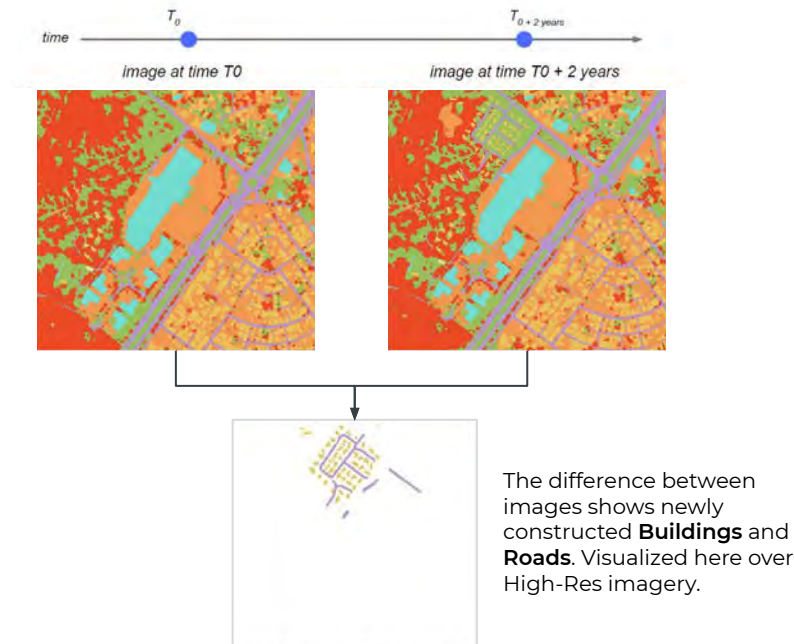 T0
T0 + 2 years
time
image at time T0
image at time T0 + 2 years
The difference between
images shows newly
constructed Buildings and
Roads. Visualized here over
High-Res imagery.